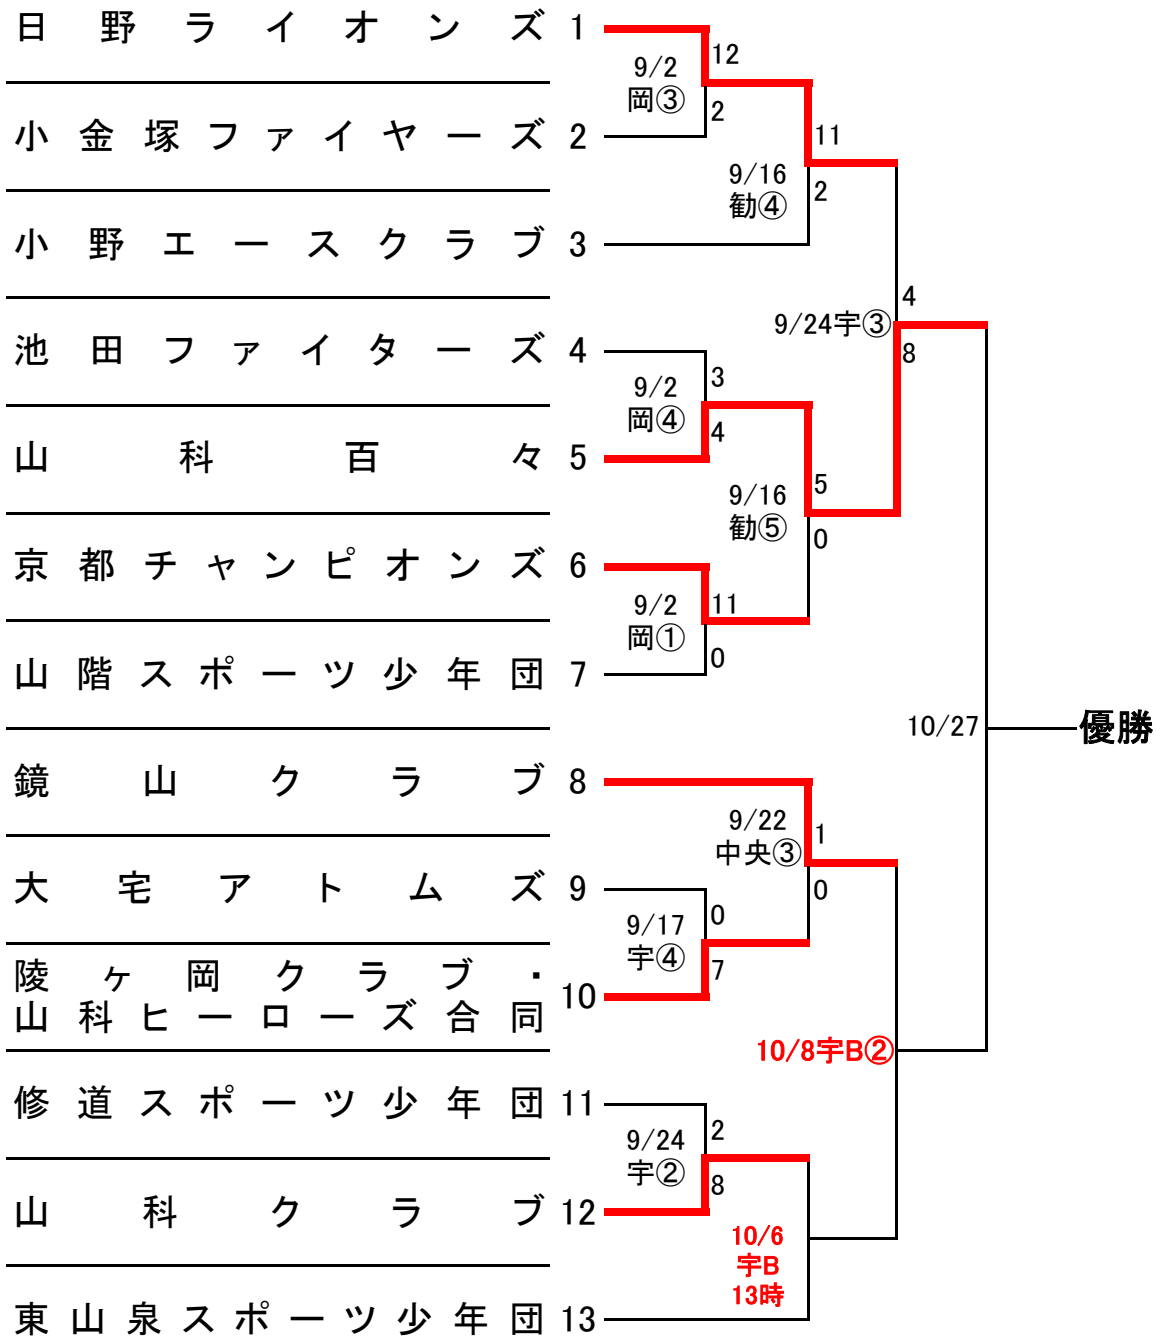 日野ライオンズ 1
12
9/2
岡③
2
小金塚ファイヤーズ 2
11
9/16
勧④
2
小野エースクラブ 3
4
9/24宇③
8
池田ファイターズ 4
3
9/2
岡④
4
山科百々 5
5
9/16
勧⑤
0
京都チャンピオンズ 6
11
9/2
岡①
0
山階スポーツ少年団 7
10/27
優勝
鏡山クラブ 8
1
9/22
中央③
0
大宅アトムズ 9
0
9/17
宇④
7
陵ヶ岡クラブ・
山科ヒーローズ合同
10
10/8宇B②
修道スポーツ少年団 11
2
9/24
宇②
8
山科クラブ 12
10/6
宇B
13時
東山泉スポーツ少年団 13